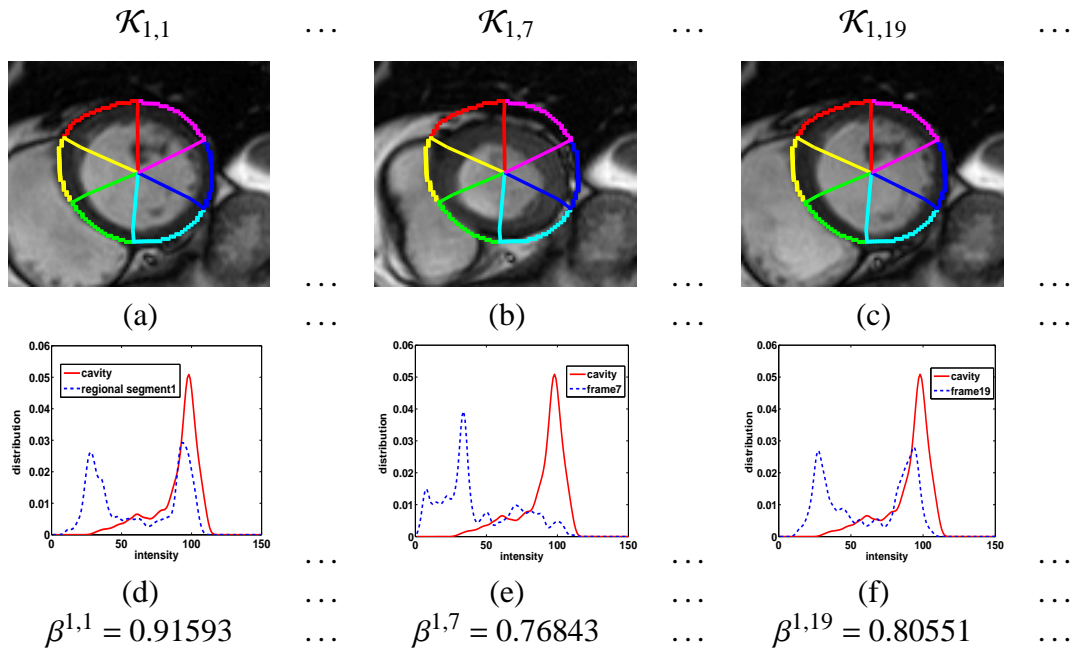 𝒦1,1 ... 𝒦1,7 ... 𝒦1,19 ...
... ... ...
(a) ... (b) ... (c) ...
0.06
0.05
0.04
0.03
0.02
0.01
0
distribution
cavity
regional segment1
0 50 100 150
intensity
0.06
0.05
0.04
0.03
0.02
0.01
0
distribution
cavity
frame7
0 50 100 150
intensity
0.06
0.05
0.04
0.03
0.02
0.01
0
distribution
cavity
frame19
0 50 100 150
intensity
... ... ...
(d) ... (e) ... (f) ...
β1,1 = 0.91593 ... β1,7 = 0.76843 ... β1,19 = 0.80551 ...